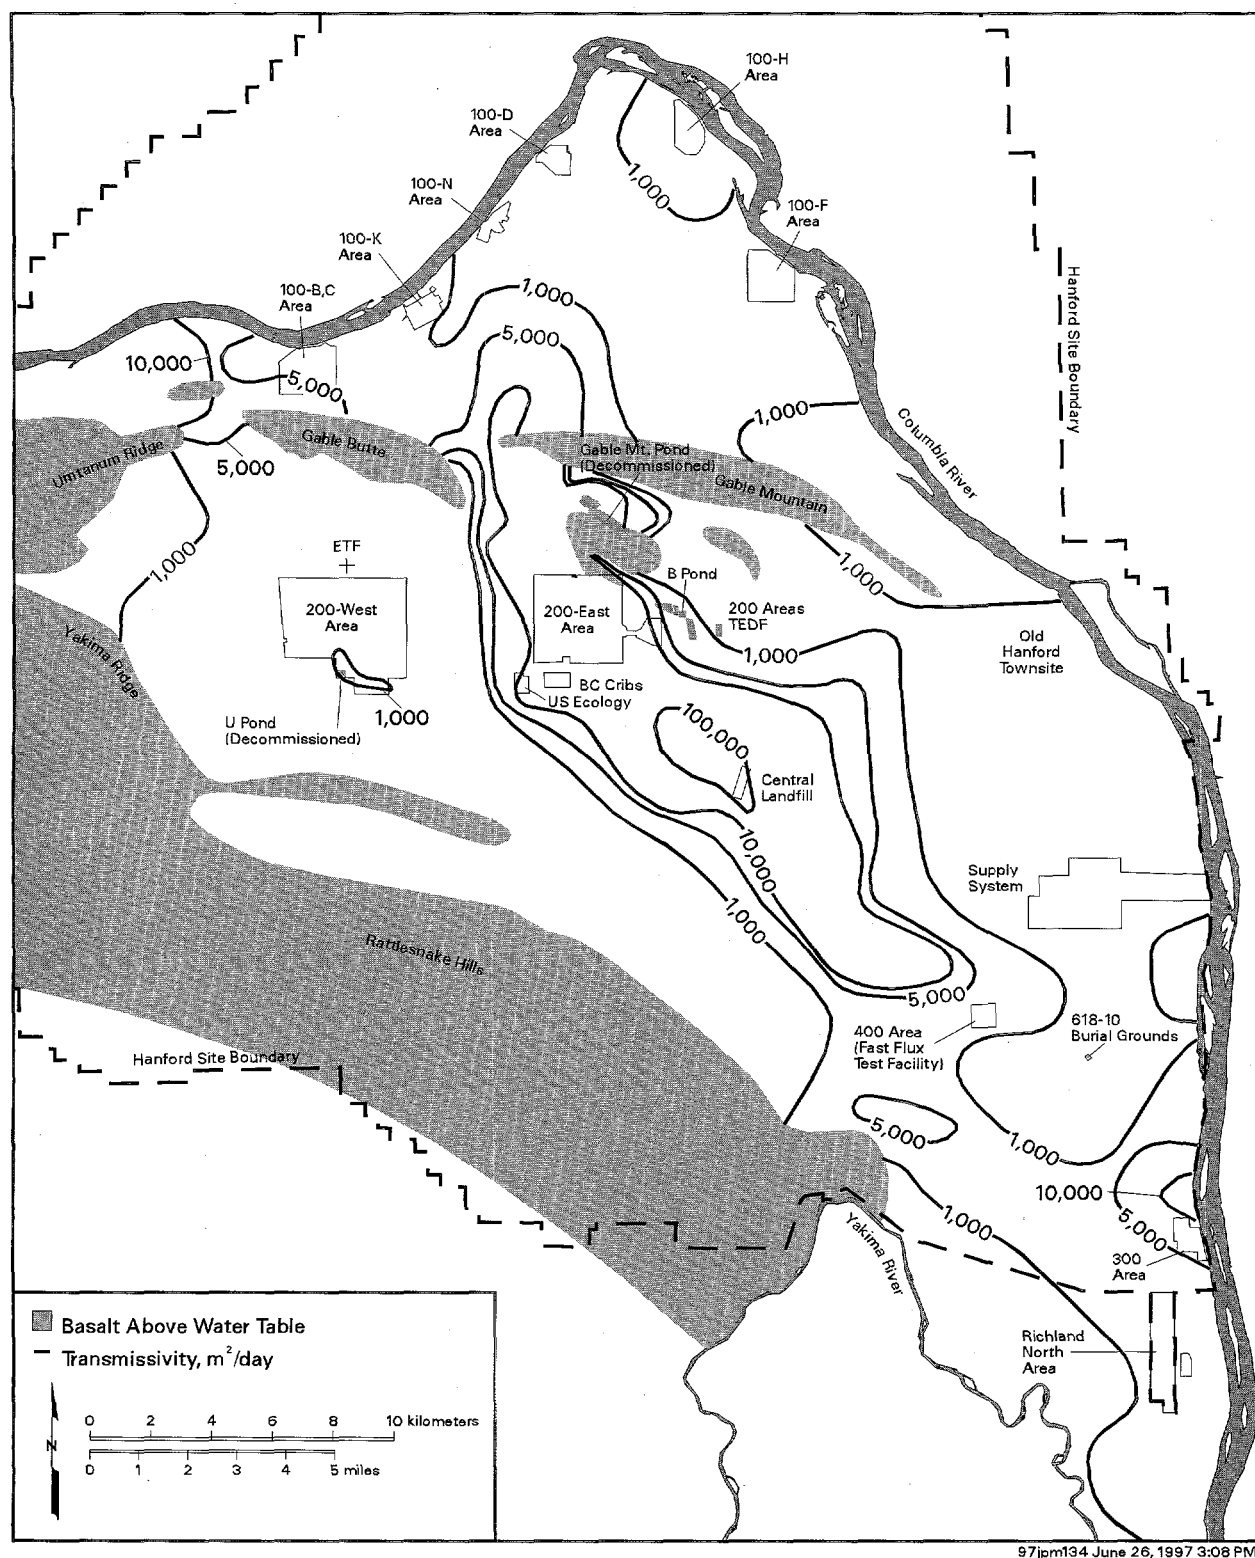 100-H
Area
100-D
Area
100-N
Area
1,000
100-F
Area
100-K
Area
100-B,C
Area
1,000
Hanford Site Boundary
5,000
10,000
5,000
1,000
Columbia River
Gable Butte
Gable Mt. Pond
(Decommissioned)
Umtanum Ridge
5,000
Gable Mountain
ETF
1,000
1,000
B Pond
200-West
Area
200-East
Area
200 Areas
TEDF
Old
Hanford
Townsite
Yakima Ridge
1,000
BC Cribs
US Ecology
U Pond
(Decommissioned)
1,000
100,000
Central
Landfill
10,000
Supply
System
1,000
Rattlesnake Hills
5,000
618-10
Burial Grounds
400 Area
(Fast Flux
Test Facility)
Hanford Site Boundary
5,000
1,000
10,000
1,000
5,000
Yakima River
300
Area
Basalt Above Water Table
Transmissivity, m²/day
Richland
North
Area
0 2 4 6 8 10 kilometers
N
0 1 2 3 4 5 miles
97jpm134 June 26, 1997 3:08 PM